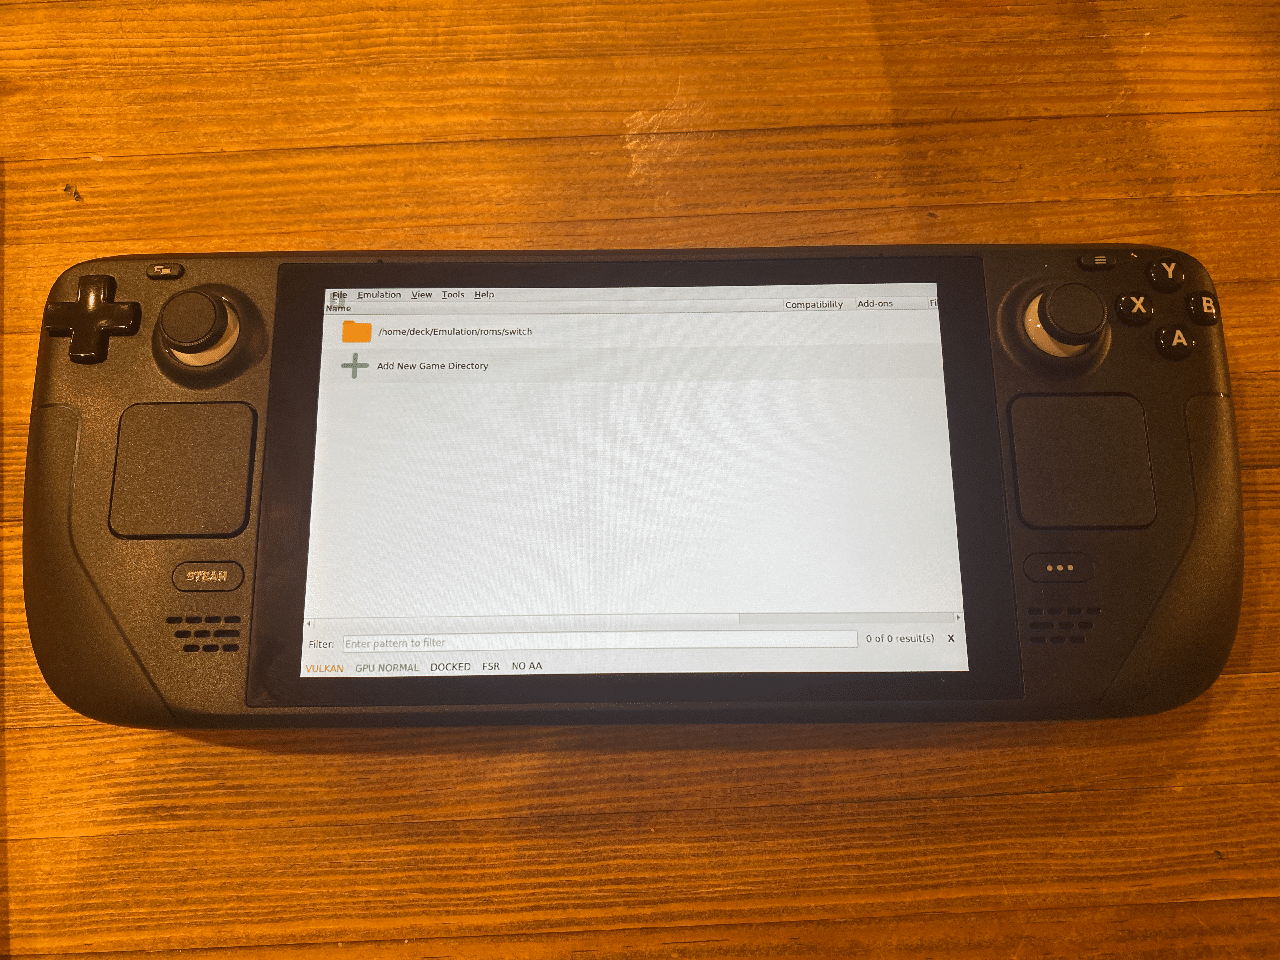 File Emulation View Tools Help
Name Compatibility Add-ons Fil
/home/deck/Emulation/roms/switch
Add New Game Directory
Filter: Enter pattern to filter 0 of 0 result(s) X
VULKAN GPU NORMAL DOCKED FSR NO AA
Y
X B
A
STEAM